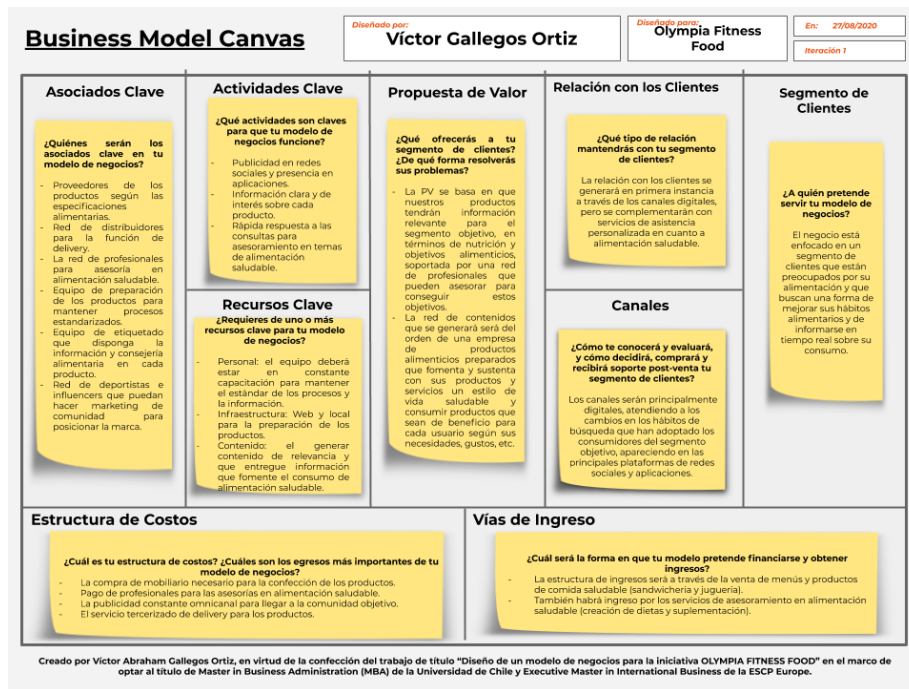 Business Model Canvas
Diseñado por:
Víctor Gallegos Ortiz
Diseñado para:
Olympia Fitness
Food
En: 27/08/2020
Iteración 1
Asociados Clave
¿Quiénes serán los
asociados clave en tu
modelo de negocios?
- Proveedores de los
productos según las
especificaciones
alimentarias.
- Red de distribuidores
para la función de
delivery.
- La red de profesionales
para asesoría en
alimentación saludable.
- Equipo de preparación
de los productos para
mantener procesos
estandarizados.
- Equipo de etiquetado
que disponga la
información y consejería
alimentaria en cada
producto.
- Red de deportistas e
influencers que puedan
hacer marketing de
comunidad para
posicionar la marca.
Actividades Clave
¿Qué actividades son claves
para que tu modelo de
negocios funcione?
- Publicidad en redes
sociales y presencia en
aplicaciones.
Información clara y de
interés sobre cada
producto.
- Rápida respuesta a las
consultas para
asesoramiento en temas
de alimentación
saludable.
Recursos Clave
¿Requieres de uno o más
recursos clave para tu modelo
de negocios?
- Personal: el equipo deberá
estar en constante
capacitación para mantener
el estándar de los procesos y
la información.
- Infraestructura: Web y local
para la preparación de los
productos.
- Contenido: el generar
contenido de relevancia y
que entregue información
que fomente el consumo de
alimentación saludable.
Propuesta de Valor
¿Qué ofrecerás a tu
segmento de clientes?
¿De qué forma resolverás
sus problemas?
- La PV se basa en que
nuestros productos
tendrán información
relevante para el
segmento objetivo, en
términos de nutrición y
objetivos alimenticios,
soportada por una red
de profesionales que
pueden asesorar para
conseguir estos
objetivos.
- La red de contenidos
que se generará será del
orden de una empresa
de productos
alimenticios preparados
que fomenta y sustenta
con sus productos y
servicios un estilo de
vida saludable y
consumir productos que
sean de beneficio para
cada usuario según sus
necesidades, gustos, etc.
Relación con los Clientes
¿Qué tipo de relación
mantendrás con tu segmento
de clientes?
La relación con los clientes se
generará en primera instancia
a través de los canales digitales,
pero se complementarán con
servicios de asistencia
personalizada en cuanto a
alimentación saludable.
Canales
¿Cómo te conocerá y evaluará,
y cómo decidirá, comprará y
recibirá soporte post-venta tu
segmento de clientes?
Los canales serán principalmente
digitales, atendiendo a los
cambios en los hábitos de
búsqueda que han adoptado los
consumidores del segmento
objetivo, apareciendo en las
principales plataformas de redes
sociales y aplicaciones.
Segmento de
Clientes
¿A quién pretende
servir tu modelo de
negocios?
El negocio está
enfocado en un
segmento de
clientes que están
preocupados por su
alimentación y que
buscan una forma de
mejorar sus hábitos
alimentarios y de
informarse en
tiempo real sobre su
consumo.
Estructura de Costos
¿Cuál es tu estructura de costos? ¿Cuáles son los egresos más importantes de tu
modelo de negocios?
- La compra de mobiliario necesario para la confección de los productos.
- Pago de profesionales para las asesorías en alimentación saludable.
- La publicidad constante omnicanal para llegar a la comunidad objetivo.
- El servicio tercerizado de delivery para los productos.
Vías de Ingreso
¿Cuál será la forma en que tu modelo pretende financiarse y obtener
ingresos?
- La estructura de ingresos será a través de la venta de menús y productos
de comida saludable (sandwichería y juguería).
- También habrá ingreso por los servicios de asesoramiento en alimentación
saludable (creación de dietas y suplementación).
Creado por Víctor Abraham Gallegos Ortiz, en virtud de la confección del trabajo de título “Diseño de un modelo de negocios para la iniciativa OLYMPIA FITNESS FOOD” en el marco de
optar al título de Master in Business Administration (MBA) de la Universidad de Chile y Executive Master in International Business de la ESCP Europe.